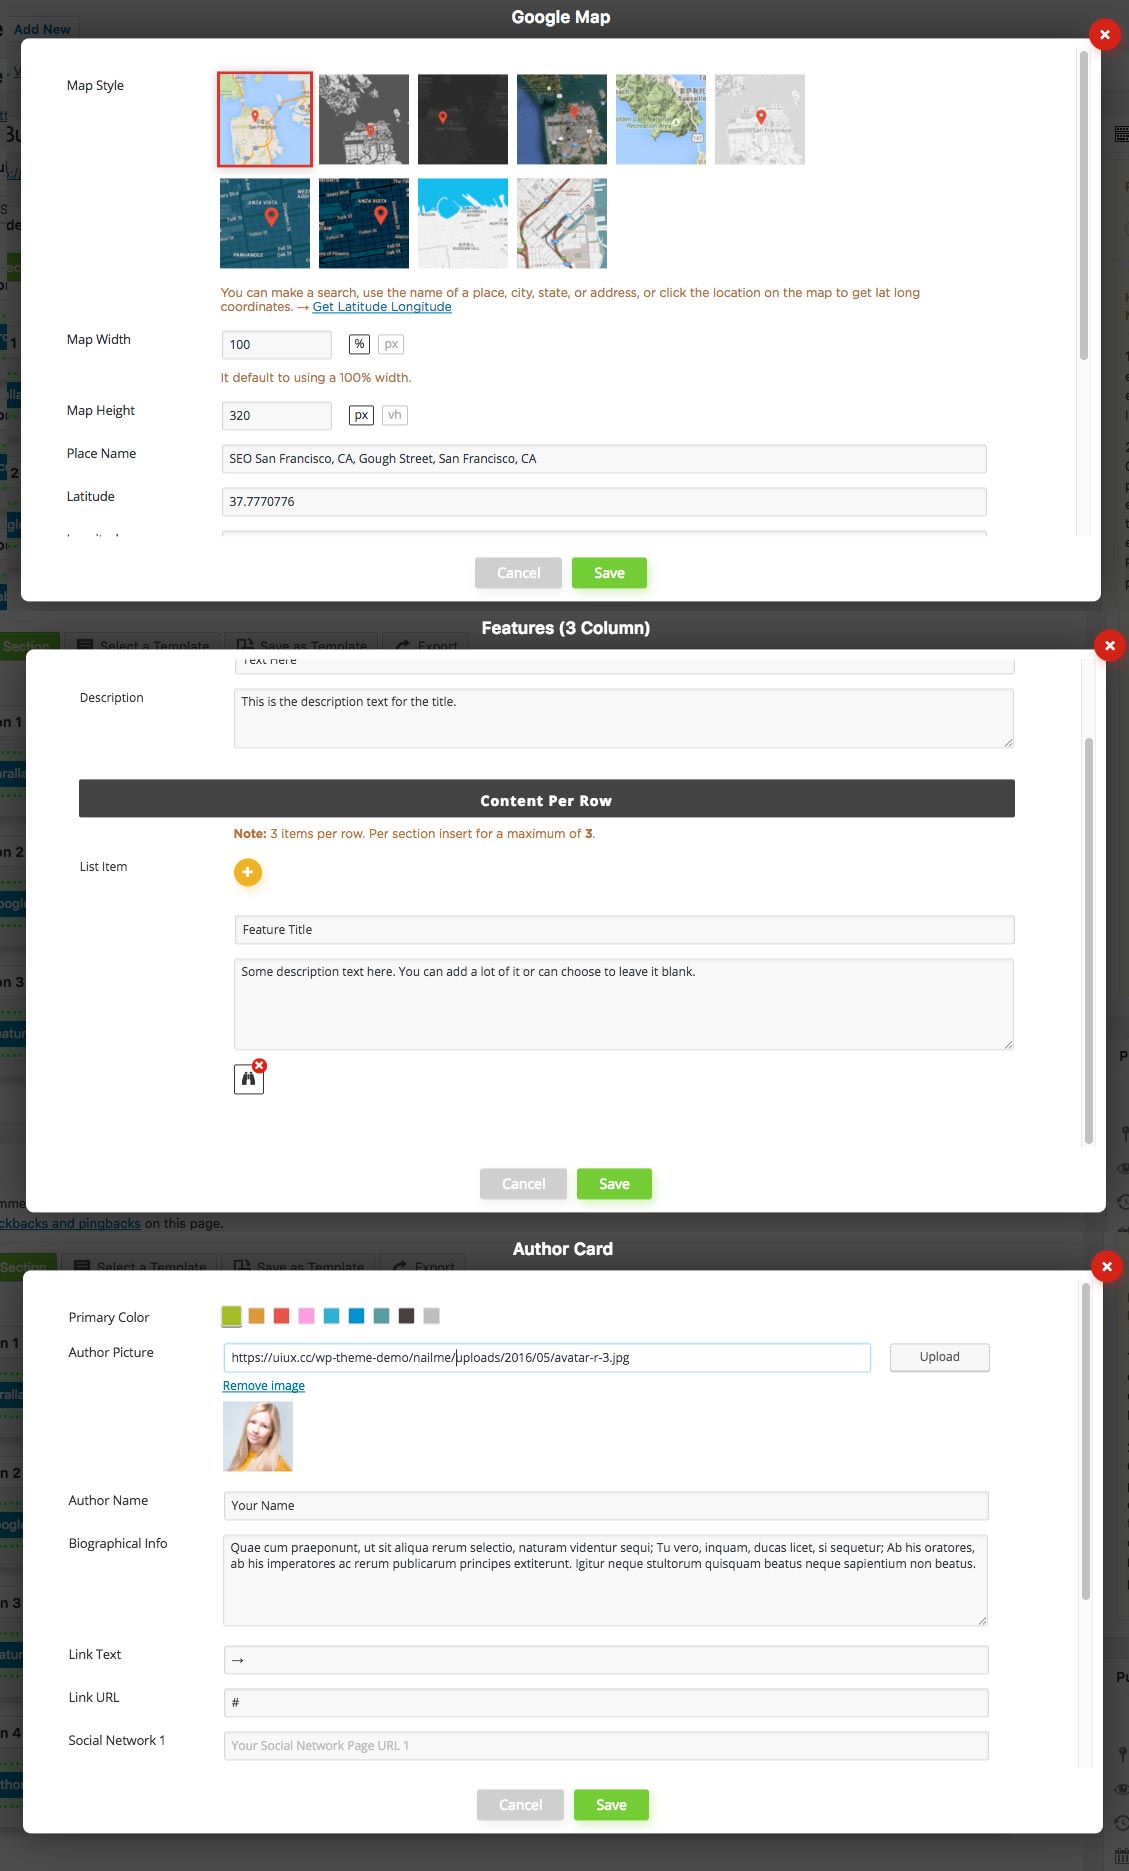 Google Map
Add New
Map Style
You can make a search, use the name of a place, city, state, or address, or click the location on the map to get lat long
coordinates. → Get Latitude Longitude
Map Width
100
%
px
It default to using a 100% width.
Map Height
320
px
vh
Place Name
SEO San Francisco, CA, Gough Street, San Francisco, CA
Latitude
37.7770776
Cancel
Save
Features (3 Column)
Section
Select a Template
Save as Template
Export
Text Here
Description
This is the description text for the title.
Content Per Row
Note: 3 items per row. Per section insert for a maximum of 3.
List Item
Feature Title
Some description text here. You can add a lot of it or can choose to leave it blank.
Cancel
Save
ckbacks and pingbacks on this page.
Author Card
Section
Select a Template
Save as Template
Export
Primary Color
Author Picture
https://uiux.cc/wp-theme-demo/nailme/uploads/2016/05/avatar-r-3.jpg
Upload
Remove image
Author Name
Your Name
Biographical Info
Quae cum praeponunt, ut sit aliqua rerum selectio, naturam videntur sequi; Tu vero, inquam, ducas licet, si sequetur; Ab his oratores,
ab his imperatores ac rerum publicarum principes extiterunt. Igitur neque stultorum quisquam beatus neque sapientium non beatus.
Link Text
→
Link URL
#
Social Network 1
Your Social Network Page URL 1
Cancel
Save